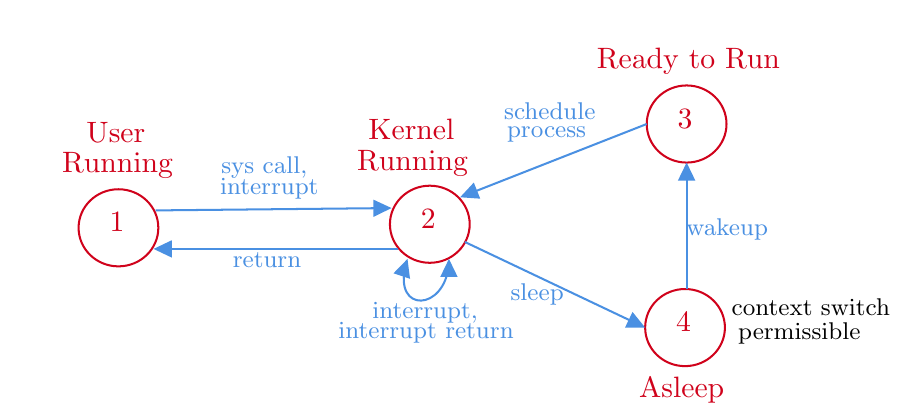 Ready to Run
3
schedule
process
User
Running
Kernel
Running
sys call,
interrupt
1
2
return
wakeup
sleep
interrupt,
interrupt return
context switch
permissible
4
Asleep